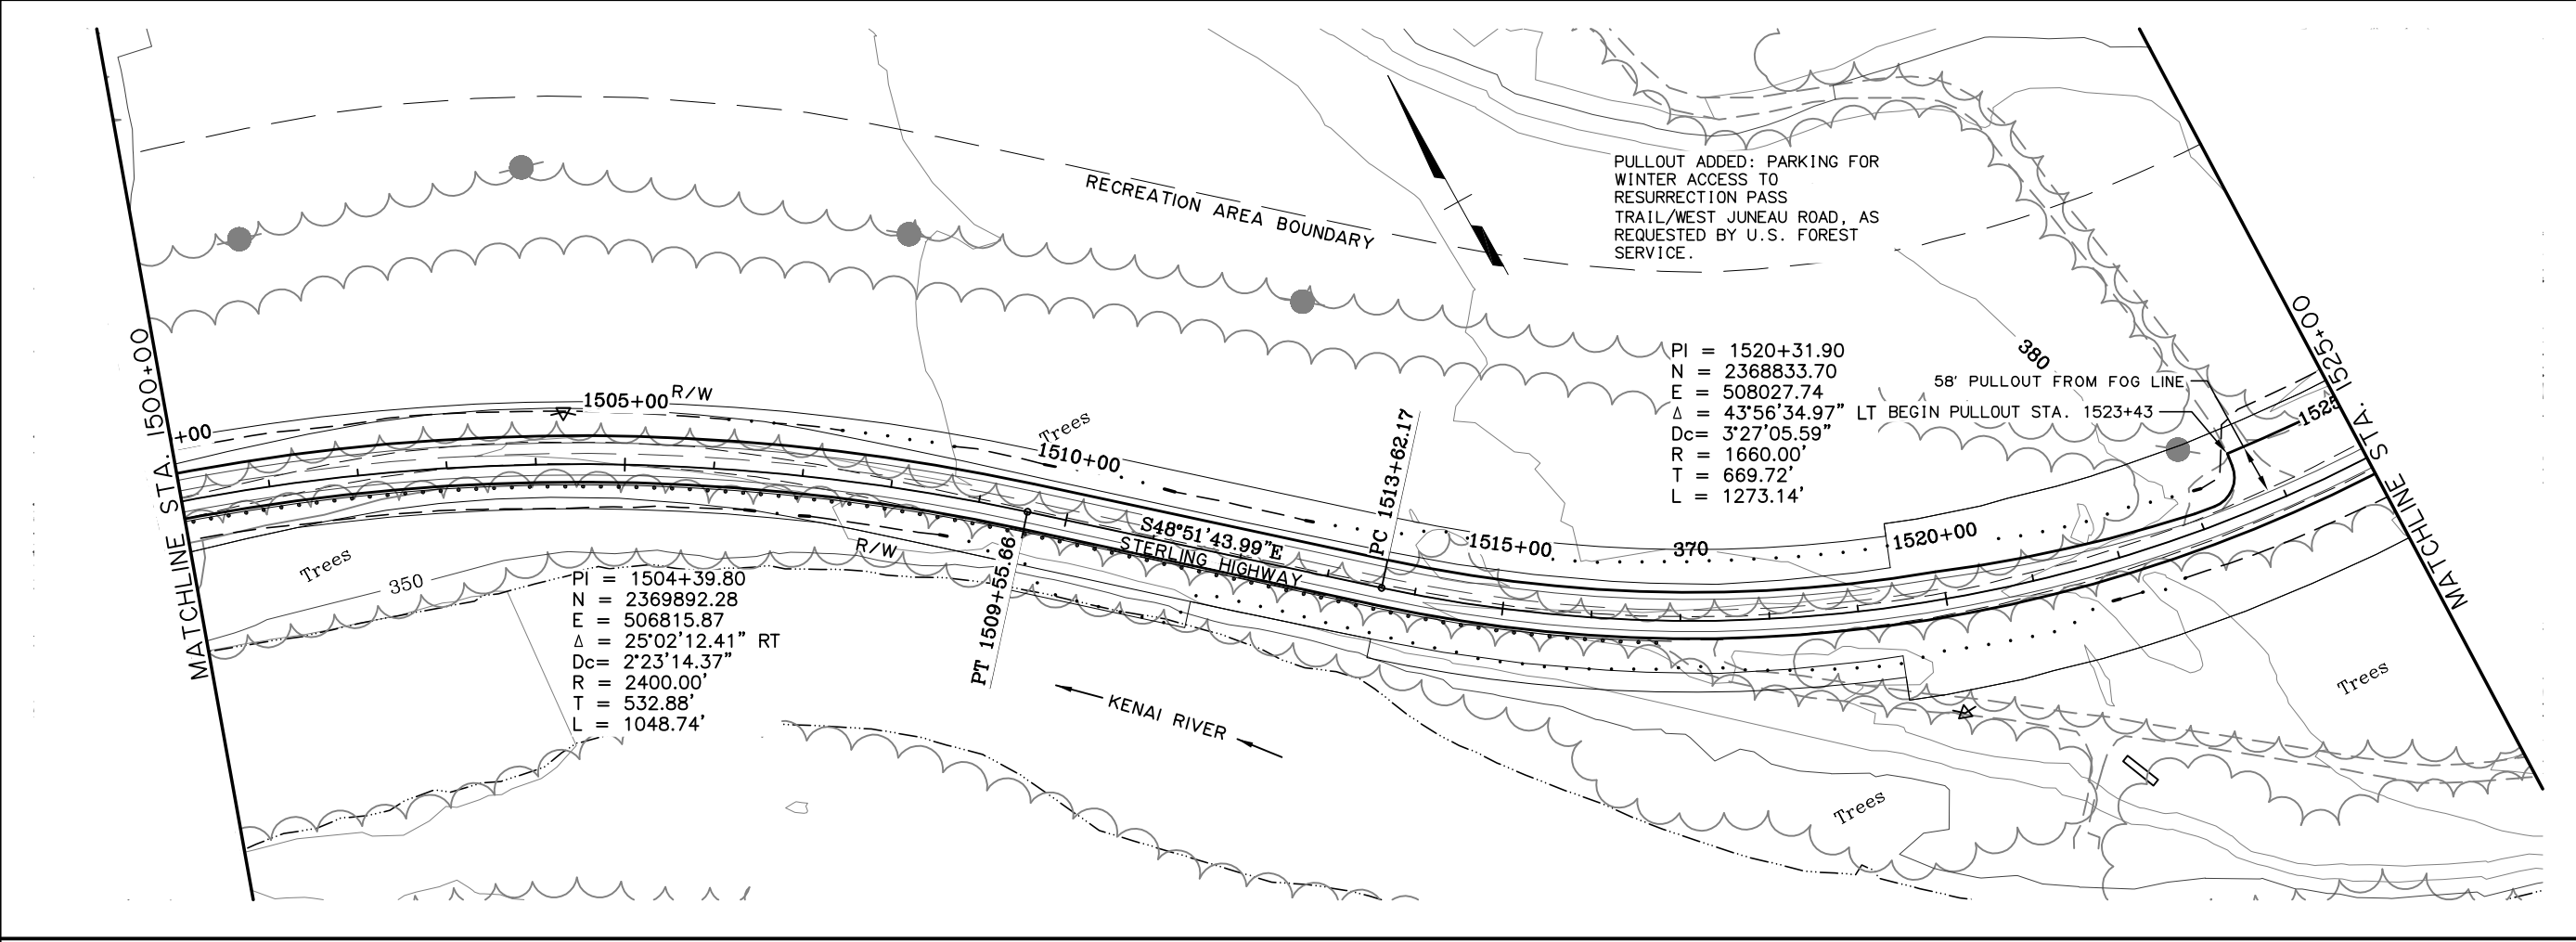 PULLOUT ADDED: PARKING FOR
WINTER ACCESS TO
RESURRECTION PASS
TRAIL/WEST JUNEAU ROAD, AS
REQUESTED BY U.S. FOREST
SERVICE.
RECREATION AREA BOUNDARY
MATCHLINE STA. 1500+00
+00
1505+00
R/W
Trees
1510+00
PC 1513+62.17
PI = 1520+31.90
N = 2368833.70
E = 508027.74
Δ = 43°56'34.97" LT
Dc= 3°27'05.59"
R = 1660.00'
T = 669.72'
L = 1273.14'
380
58' PULLOUT FROM FOG LINE
BEGIN PULLOUT STA. 1523+43
1525
MATCHLINE STA. 1525+00
S48°51'43.99"E
STERLING HIGHWAY
1515+00
370
1520+00
R/W
Trees
350
PT 1509+55.66
PI = 1504+39.80
N = 2369892.28
E = 506815.87
Δ = 25°02'12.41" RT
Dc= 2°23'14.37"
R = 2400.00'
T = 532.88'
L = 1048.74'
KENAI RIVER
Trees
Trees